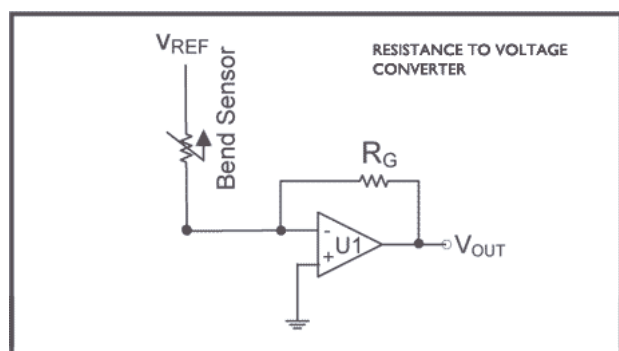 VREF
RESISTANCE TO VOLTAGE
CONVERTER
Bend Sensor
RG
-
U1
+
VOUT